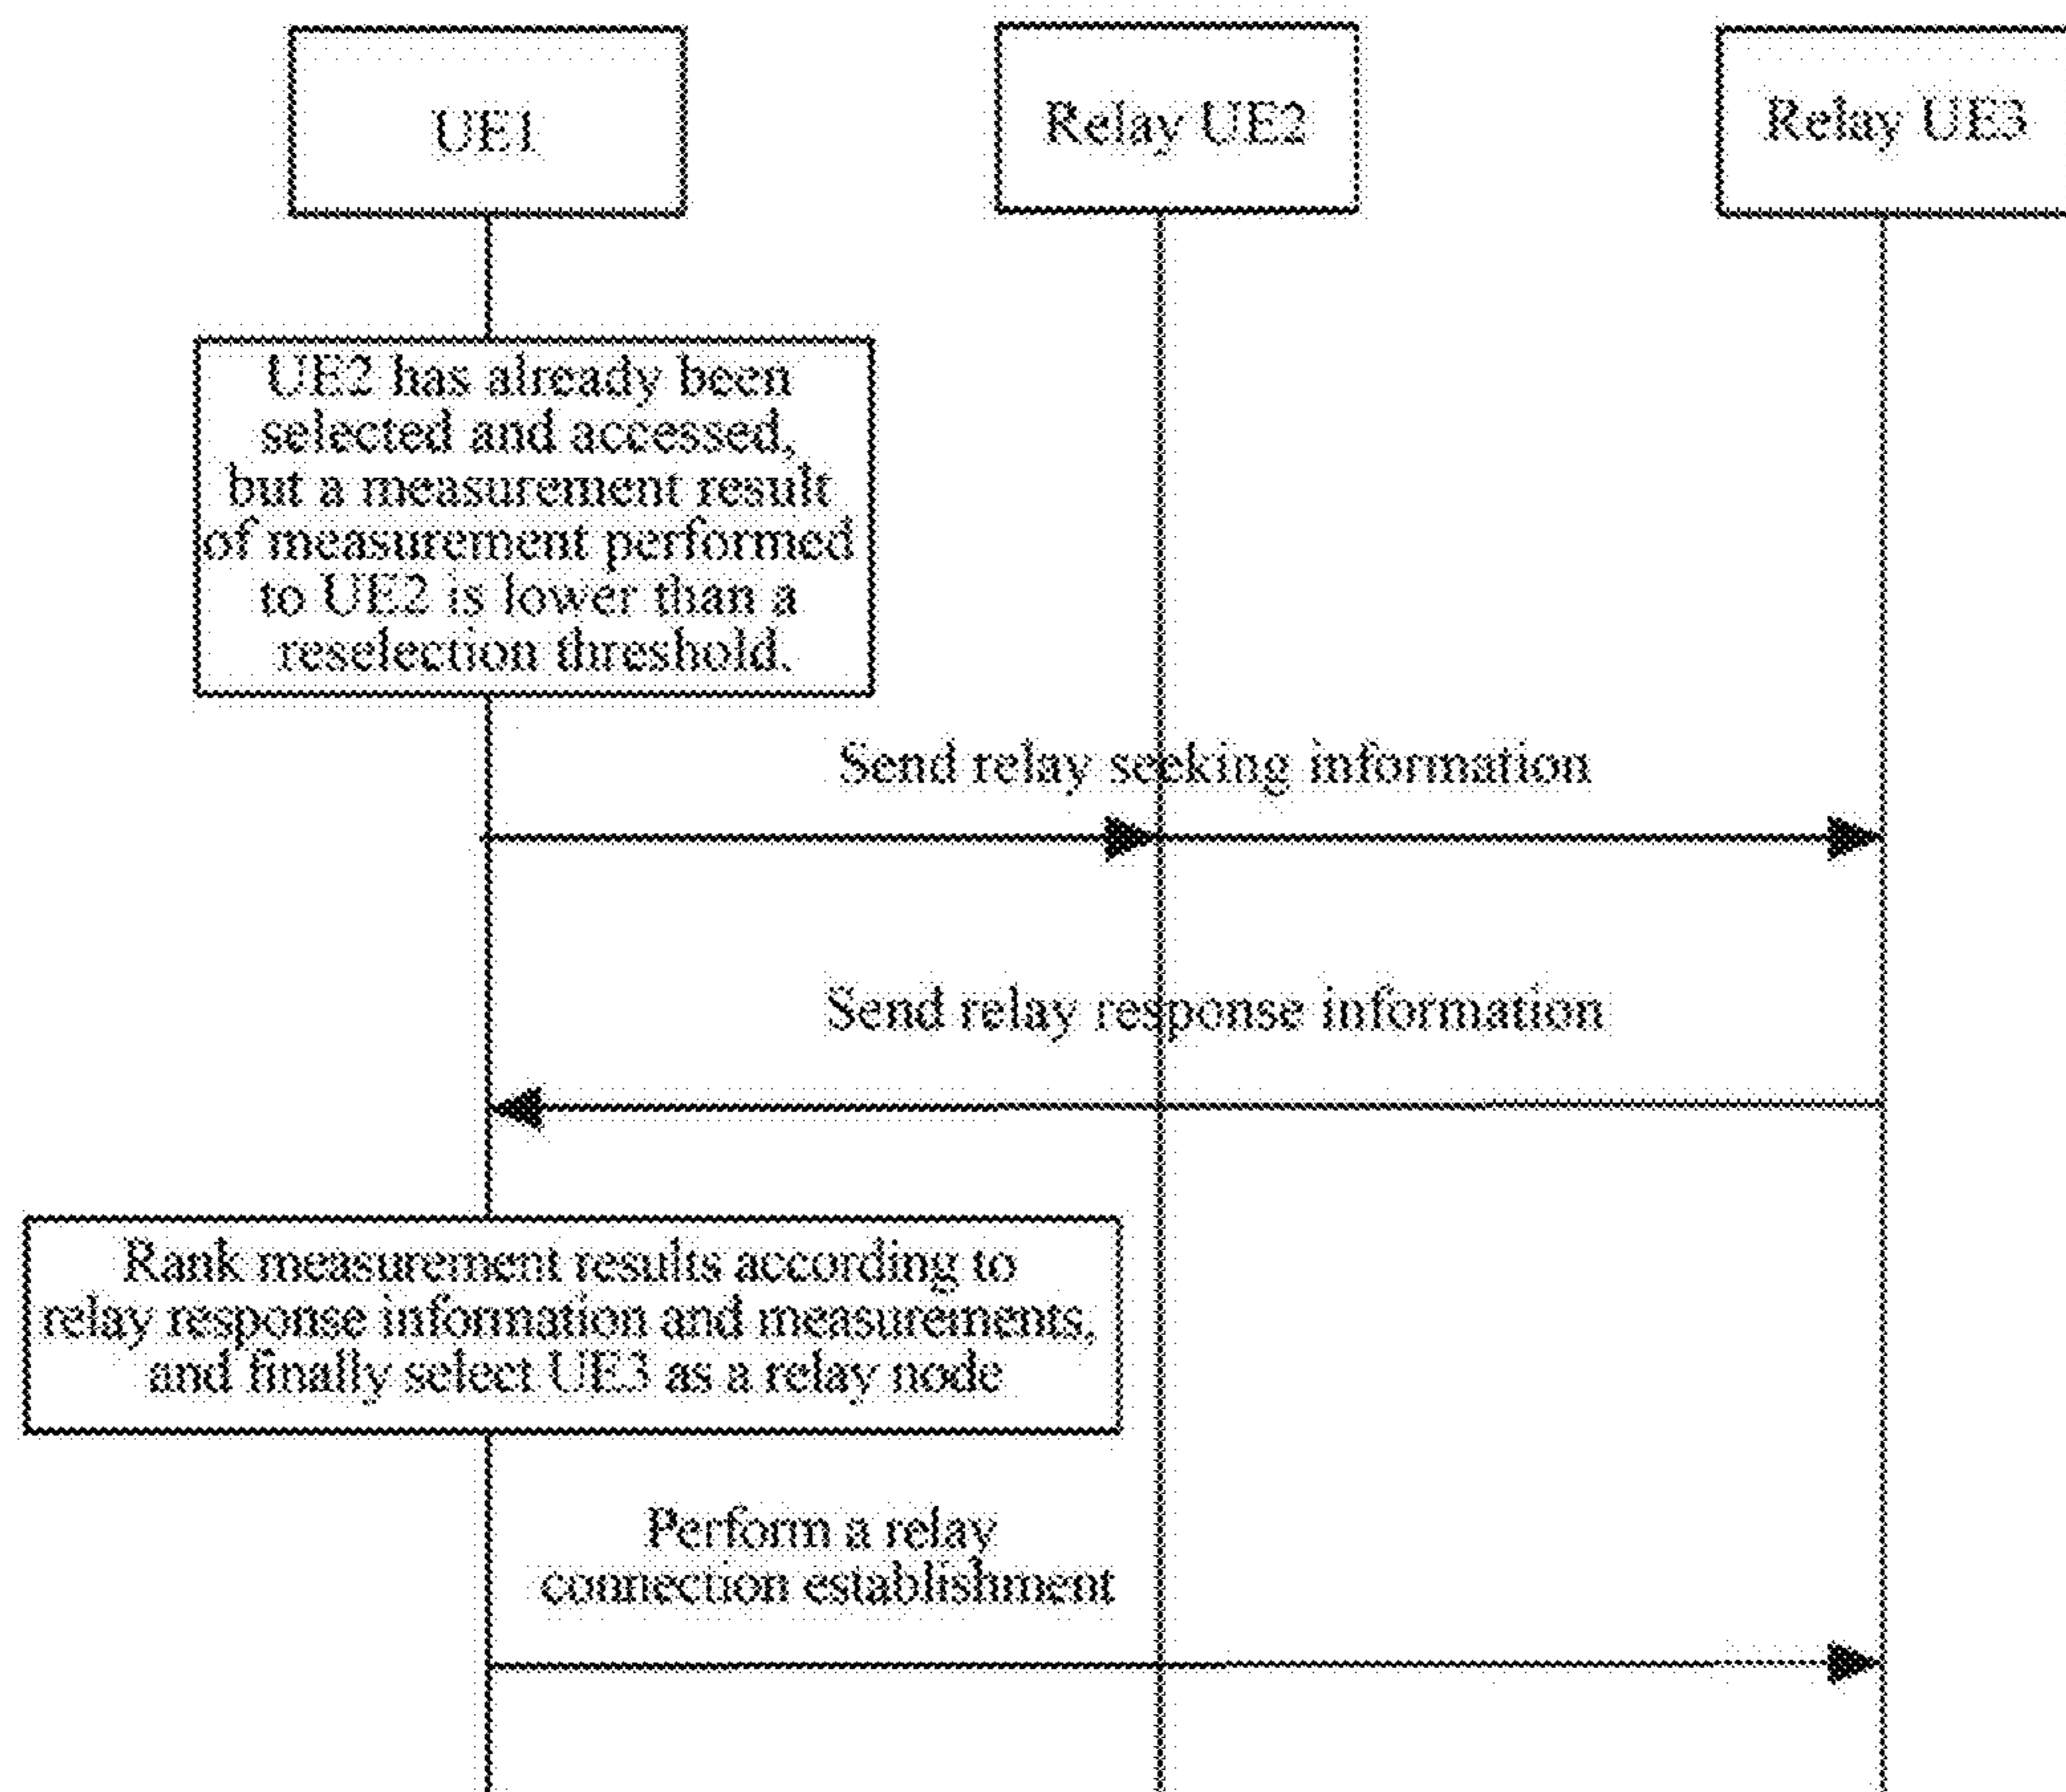 UE1
Relay UE2
Relay UE3
UE2 has already been
selected and accessed,
but a measurement result
of measurement performed
to UE2 is lower than a
reselection threshold.
Send relay seeking information
Send relay response information
Rank measurement results according to
relay response information and measurements,
and finally select UE3 as a relay node
Perform a relay
connection establishment